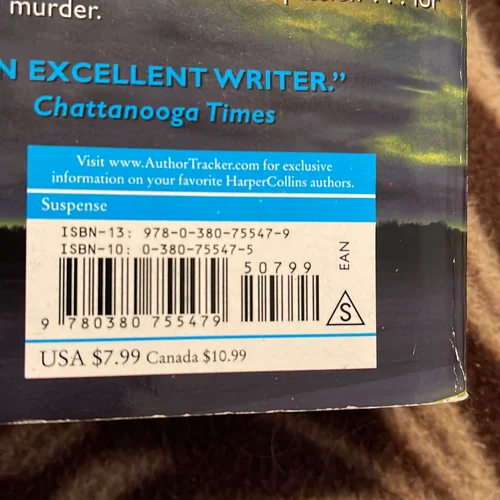 murder.
N EXCELLENT WRITER.”
Chattanooga Times
Visit www.AuthorTracker.com for exclusive
information on your favorite HarperCollins authors.
Suspense
ISBN-13: 978-0-380-75547-9
ISBN-10: 0-380-75547-5
50799
EAN
S
9 780380 755479
USA $7.99 Canada $10.99